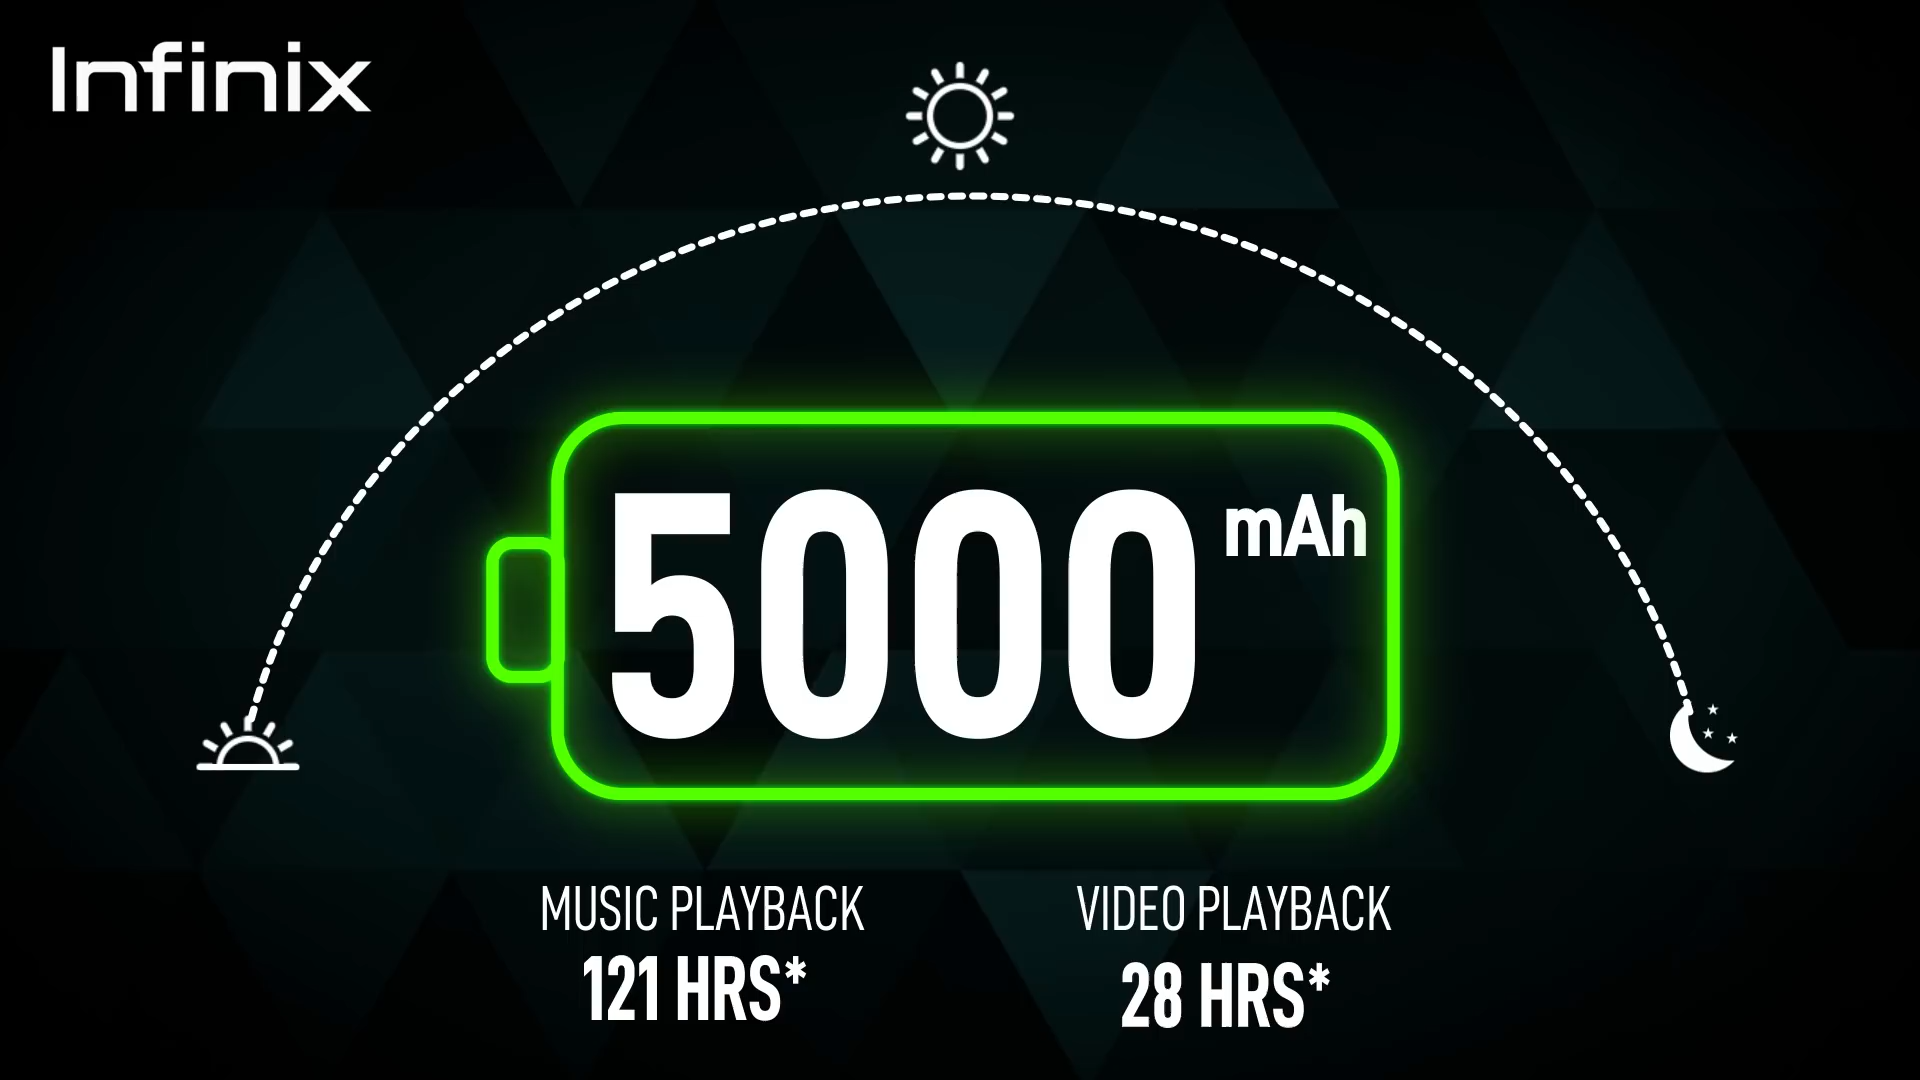 Infinix
5000 mAh
MUSIC PLAYBACK
121 HRS*
VIDEO PLAYBACK
28 HRS*